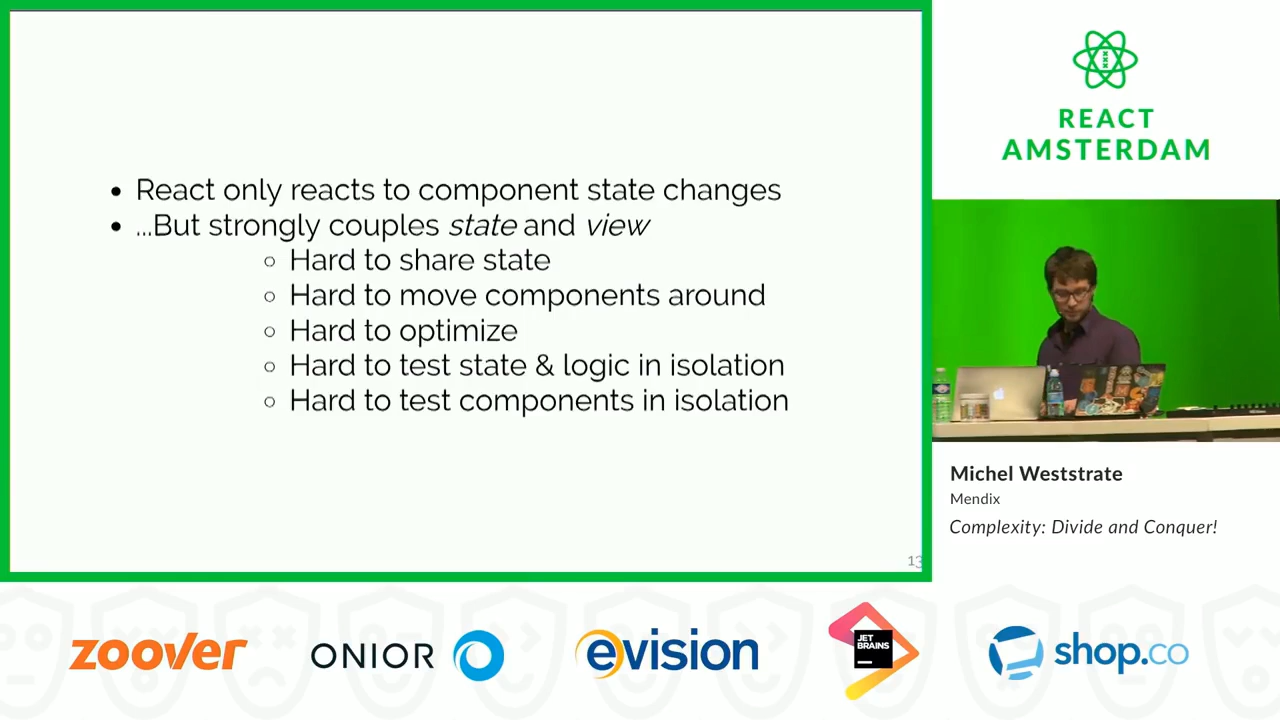 React only reacts to component state changes
...But strongly couples state and view
Hard to share state
Hard to move components around
Hard to optimize
Hard to test state & logic in isolation
Hard to test components in isolation
13
REACT
AMSTERDAM
Michel Weststrate
Mendix
Complexity: Divide and Conquer!
zoover
ONIOR
evision
JET
BRAINS
shop.co